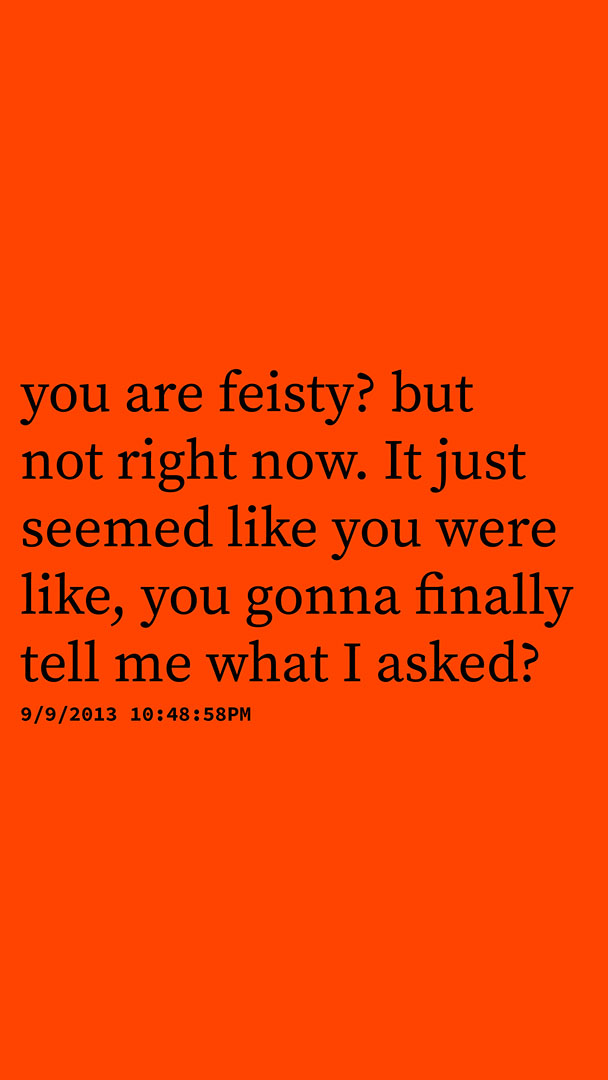 you are feisty? but
not right now. It just
seemed like you were
like, you gonna finally
tell me what I asked?
9/9/2013 10:48:58PM